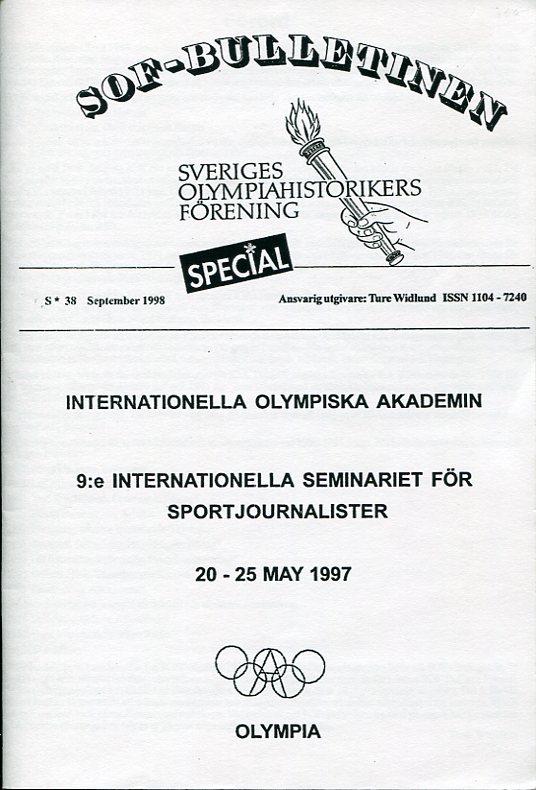 SOF-BULLETINEN
SVERIGES
OLYMPIAHISTORIKERS
FÖRENING
SPECIAL
S* 38 September 1998 Ansvarig utgivare: Ture Widlund ISSN 1104 - 7240
INTERNATIONELLA OLYMPISKA AKADEMIN
9:e INTERNATIONELLA SEMINARIET FÖR
SPORTJOURNALISTER
20 - 25 MAY 1997
OLYMPIA